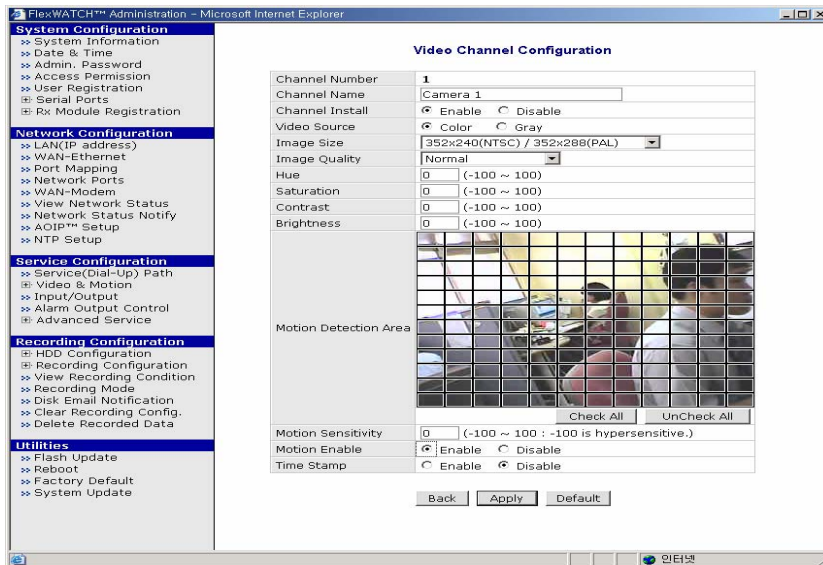 FlexWATCH™ Administration - Microsoft Internet Explorer
System Configuration
System Information
Date & Time
Admin. Password
Access Permission
User Registration
Serial Ports
Rx Module Registration
Network Configuration
LAN(IP address)
WAN-Ethernet
Port Mapping
Network Ports
WAN-Modem
View Network Status
Network Status Notify
AOIP™ Setup
NTP Setup
Service Configuration
Service(Dial-Up) Path
Video & Motion
Input/Output
Alarm Output Control
Advanced Service
Recording Configuration
HDD Configuration
Recording Configuration
View Recording Condition
Recording Mode
Disk Email Notification
Clear Recording Config.
Delete Recorded Data
Utilities
Flash Update
Reboot
Factory Default
System Update
Video Channel Configuration
Channel Number 1
Channel Name Camera 1
Channel Install Enable Disable
Video Source Color Gray
Image Size 352x240(NTSC) / 352x288(PAL)
Image Quality Normal
Hue 0 (-100 ~ 100)
Saturation 0 (-100 ~ 100)
Contrast 0 (-100 ~ 100)
Brightness 0 (-100 ~ 100)
Motion Detection Area
Check All UnCheck All
Motion Sensitivity 0 (-100 ~ 100 : -100 is hypersensitive.)
Motion Enable Enable Disable
Time Stamp Enable Disable
Back Apply Default
인터넷